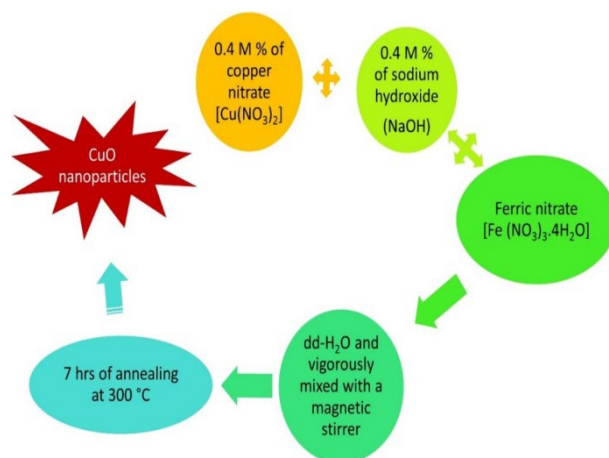 0.4 M % of
copper
nitrate
[Cu(NO₃)₂]
0.4 M %
of sodium
hydroxide
(NaOH)
Ferric nitrate
[Fe (NO₃)₃.4H₂O]
dd-H₂O and
vigorously
mixed with a
magnetic
stirrer
7 hrs of annealing
at 300 °C
CuO
nanoparticles